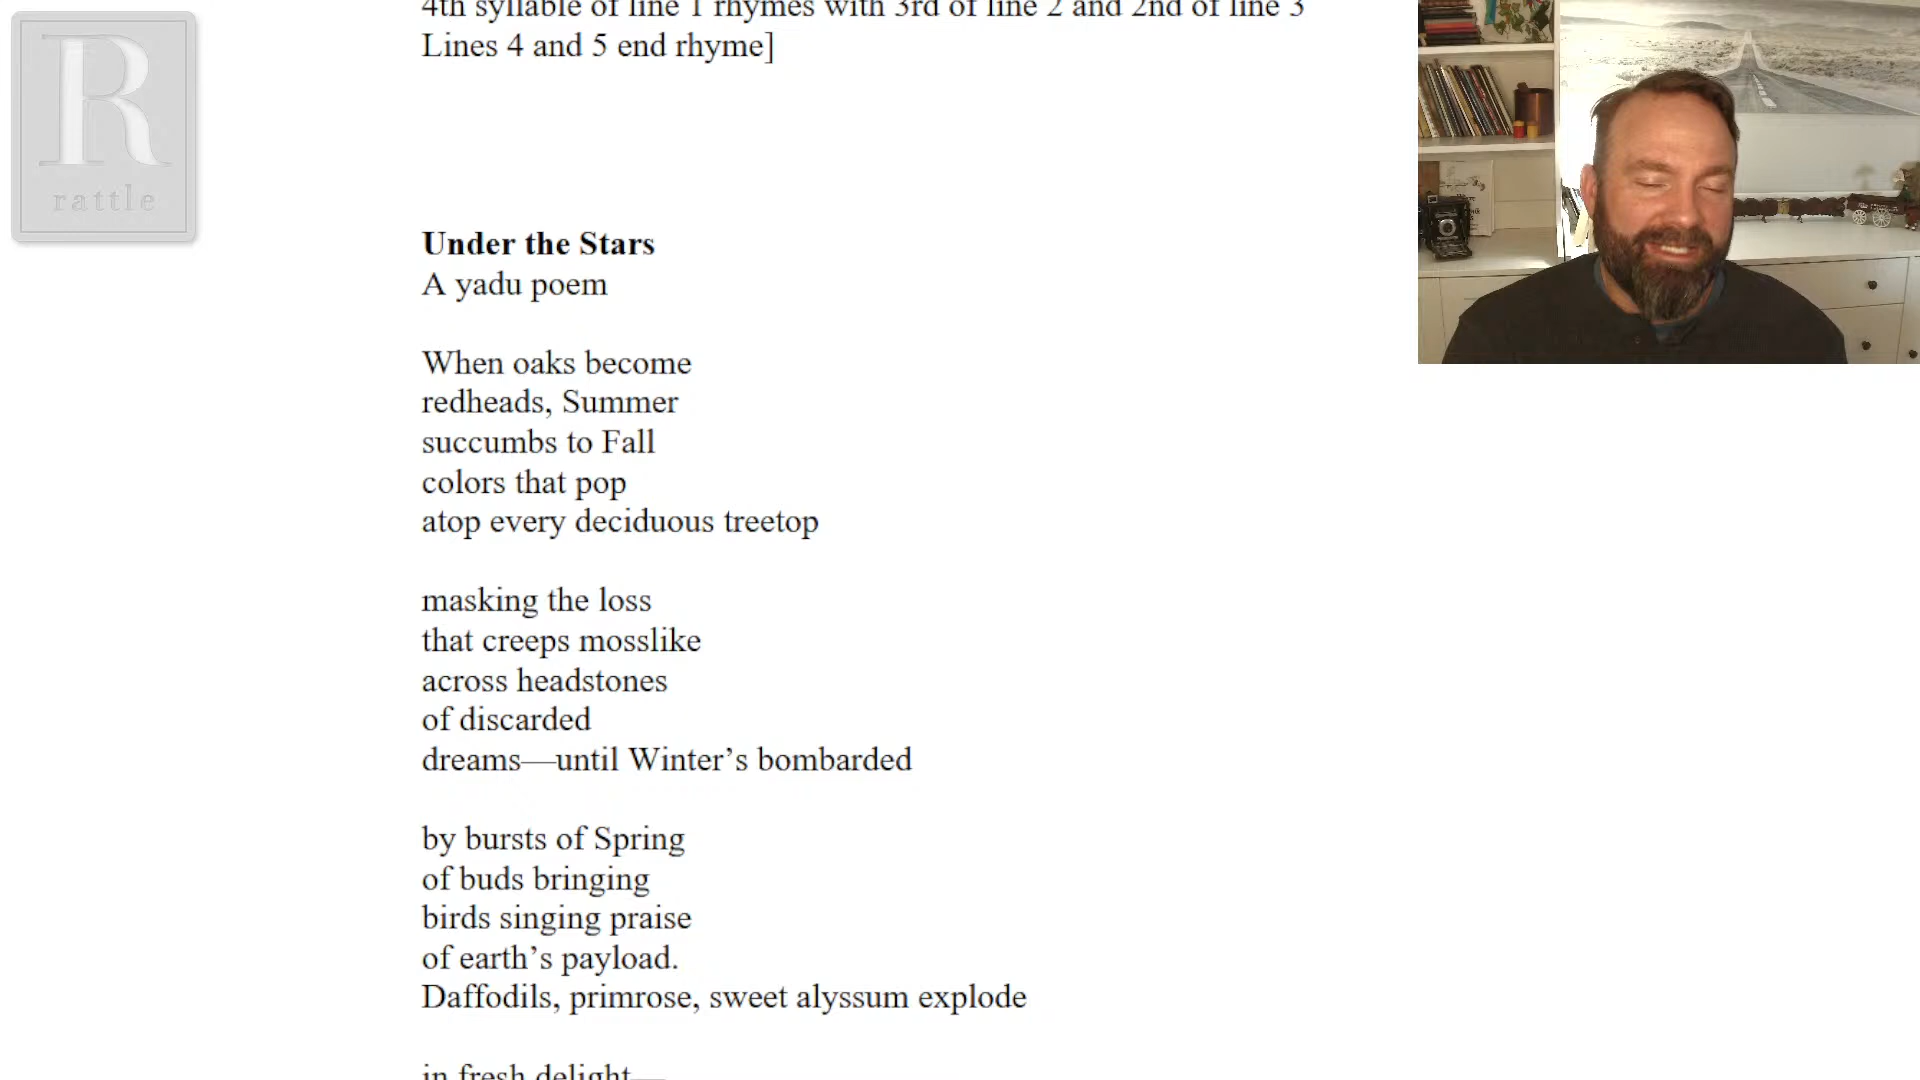 4th syllable of line 1 rhymes with 3rd of line 2 and 2nd of line 3
Lines 4 and 5 end rhyme]
R
rattle
Under the Stars
A yadu poem
When oaks become
redheads, Summer
succumbs to Fall
colors that pop
atop every deciduous treetop
masking the loss
that creeps mosslike
across headstones
of discarded
dreams—until Winter’s bombarded
by bursts of Spring
of buds bringing
birds singing praise
of earth’s payload.
Daffodils, primrose, sweet alyssum explode
in fresh delight—